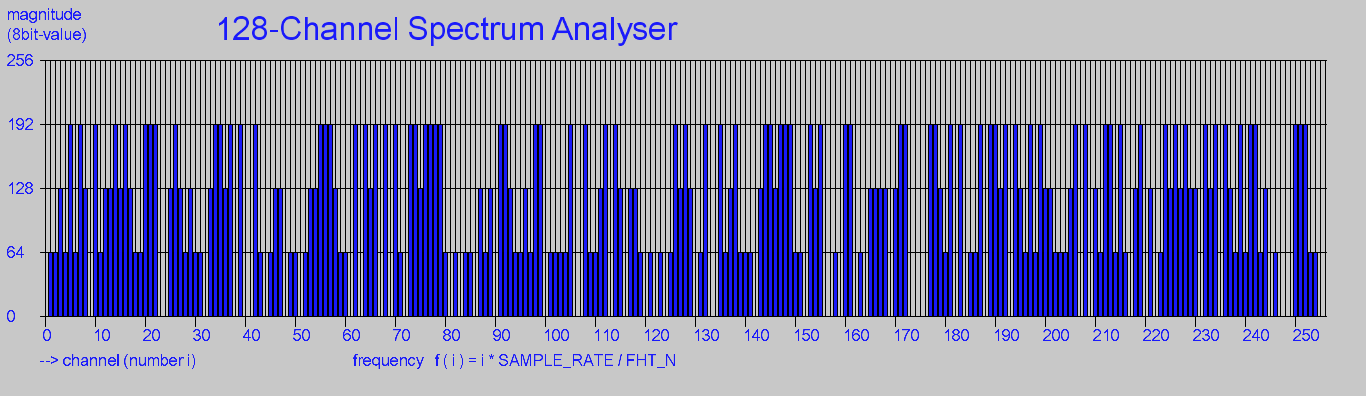 magnitude
(8bit-value)
128-Channel Spectrum Analyser
256
192
128
64
0
0 10 20 30 40 50 60 70 80 90 100 110 120 130 140 150 160 170 180 190 200 210 220 230 240 250
--> channel (number i)
frequency f ( i ) = i * SAMPLE_RATE / FHT_N